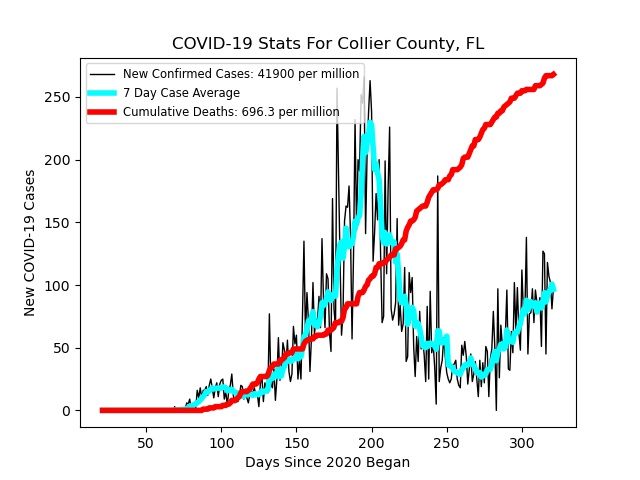 COVID-19 Stats For Collier County, FL
New Confirmed Cases: 41900 per million
7 Day Case Average
Cumulative Deaths: 696.3 per million
New COVID-19 Cases
250
200
150
100
50
0
50 100 150 200 250 300
Days Since 2020 Began